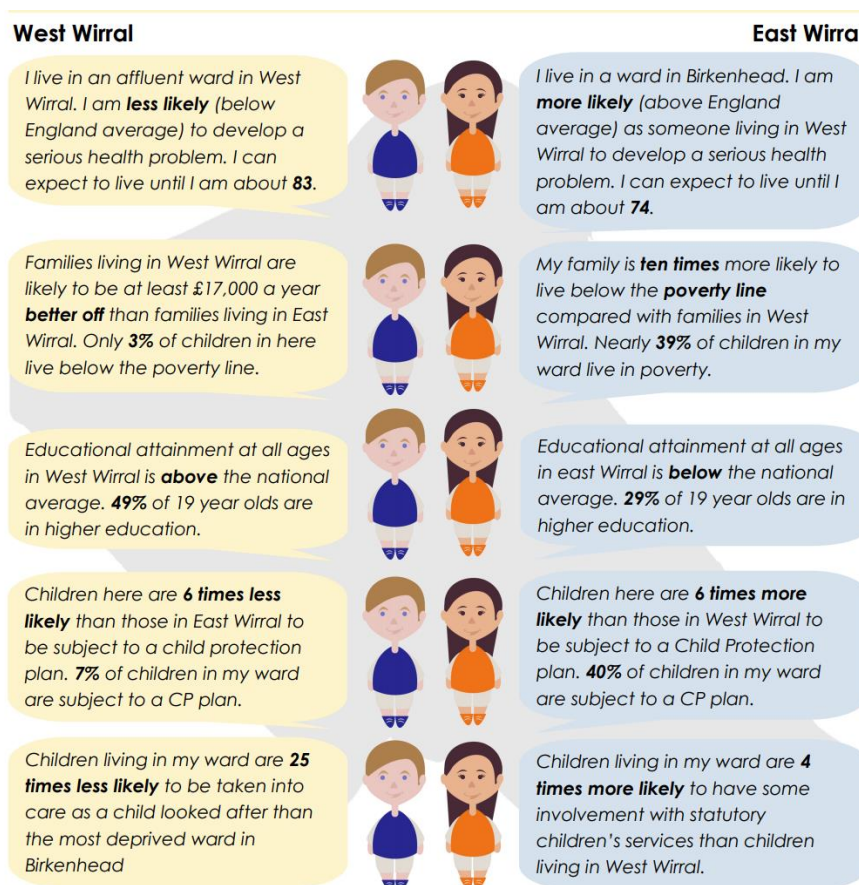 West Wirral
East Wirra
I live in an affluent ward in West
Wirral. I am less likely (below
England average) to develop a
serious health problem. I can
expect to live until I am about 83.
I live in a ward in Birkenhead. I am
more likely (above England
average) as someone living in West
Wirral to develop a serious health
problem. I can expect to live until I
am about 74.
Families living in West Wirral are
likely to be at least £17,000 a year
better off than families living in East
Wirral. Only 3% of children in here
live below the poverty line.
My family is ten times more likely to
live below the poverty line
compared with families in West
Wirral. Nearly 39% of children in my
ward live in poverty.
Educational attainment at all ages
in West Wirral is above the national
average. 49% of 19 year olds are
in higher education.
Educational attainment at all ages
in east Wirral is below the national
average. 29% of 19 year olds are in
higher education.
Children here are 6 times less
likely than those in East Wirral to
be subject to a child protection
plan. 7% of children in my ward
are subject to a CP plan.
Children here are 6 times more
likely than those in West Wirral to
be subject to a Child Protection
plan. 40% of children in my ward
are subject to a CP plan.
Children living in my ward are 25
times less likely to be taken into
care as a child looked after than
the most deprived ward in
Birkenhead
Children living in my ward are 4
times more likely to have some
involvement with statutory
children's services than children
living in West Wirral.